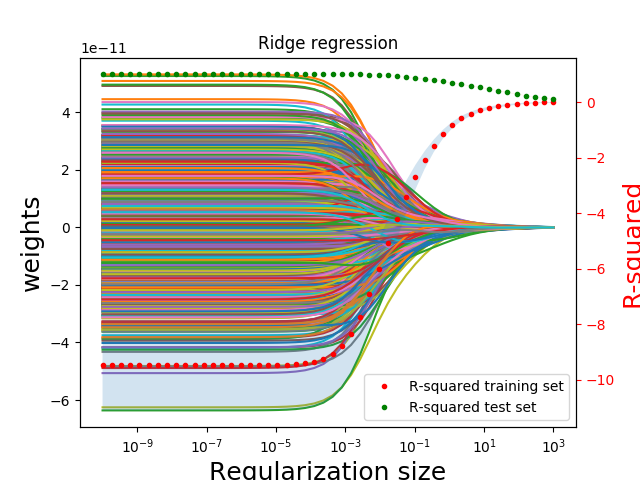 Ridge regression
1e−11
4
2
0
−2
−4
−6
weights
0
−2
−4
−6
−8
−10
R-squared
R-squared training set
R-squared test set
10⁻⁹ 10⁻⁷ 10⁻⁵ 10⁻³ 10⁻¹ 10¹ 10³
Regularization size